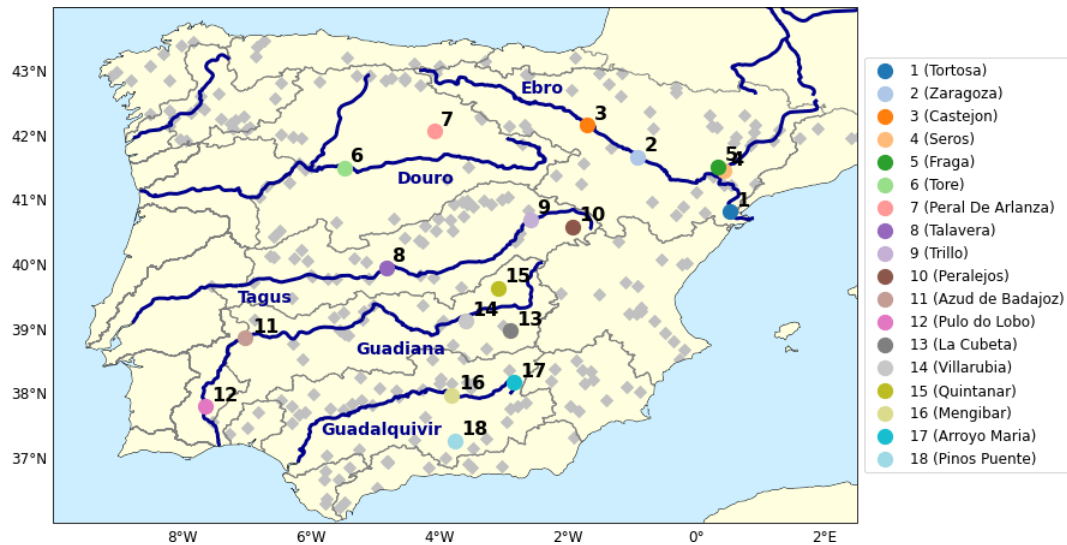 43°N
42°N
41°N
40°N
39°N
38°N
37°N
8°W
6°W
4°W
2°W
0°
2°E
Ebro
Douro
Tagus
Guadiana
Guadalquivir
3
7
2
5
4
6
1
9
10
8
15
14
13
11
17
16
12
18
1 (Tortosa)
2 (Zaragoza)
3 (Castejon)
4 (Seros)
5 (Fraga)
6 (Tore)
7 (Peral De Arlanza)
8 (Talavera)
9 (Trillo)
10 (Peralejos)
11 (Azud de Badajoz)
12 (Pulo do Lobo)
13 (La Cubeta)
14 (Villarubia)
15 (Quintanar)
16 (Mengibar)
17 (Arroyo Maria)
18 (Pinos Puente)